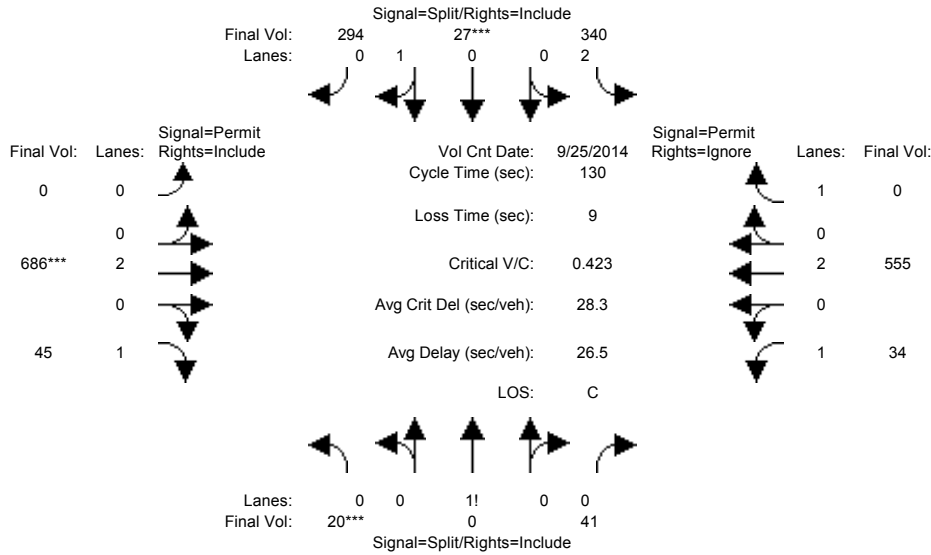 Signal=Split/Rights=Include
Final Vol: 294 27*** 340
Lanes: 0 1 0 0 2
Signal=Permit Signal=Permit
Final Vol: Lanes: Rights=Include Vol Cnt Date: 9/25/2014 Rights=Ignore Lanes: Final Vol:
Cycle Time (sec): 130
0 0 1 0
Loss Time (sec): 9
0 0
686*** 2 Critical V/C: 0.423 2 555
0 Avg Crit Del (sec/veh): 28.3 0
45 1 Avg Delay (sec/veh): 26.5 1 34
LOS: C
Lanes: 0 0 1! 0 0
Final Vol: 20*** 0 41
Signal=Split/Rights=Include